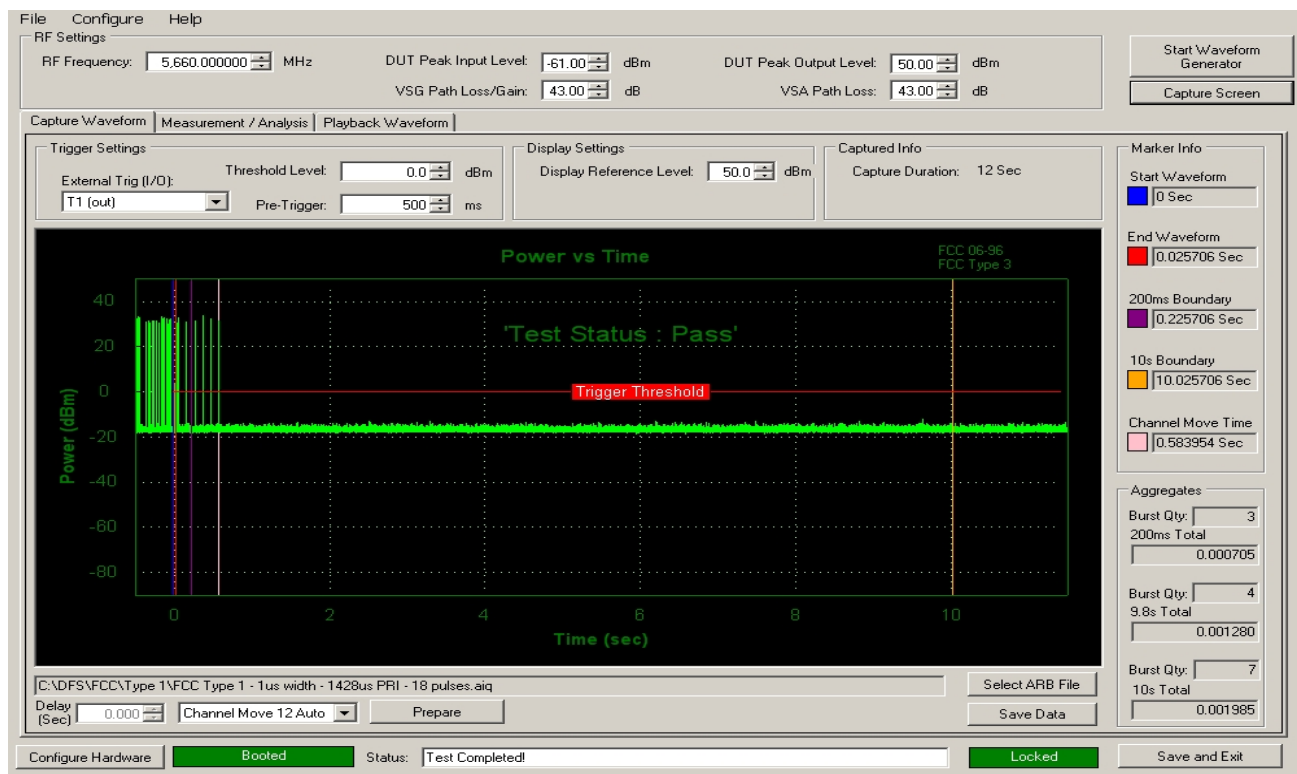 File Configure Help
RF Settings
RF Frequency: 5,660.000000 MHz DUT Peak Input Level: -61.00 dBm DUT Peak Output Level: 50.00 dBm
VSG Path Loss/Gain: 43.00 dB VSA Path Loss: 43.00 dB
Start Waveform
Generator
Capture Screen
Capture Waveform Measurement / Analysis Playback Waveform
Trigger Settings
External Trig (I/O):
T1 (out)
Threshold Level: 0.0 dBm
Pre-Trigger: 500 ms
Display Settings
Display Reference Level: 50.0 dBm
Captured Info
Capture Duration: 12 Sec
Power vs Time
FCC 06-96
FCC Type 3
'Test Status : Pass'
Trigger Threshold
Power (dBm)
40
20
0
-20
-40
-60
-80
0 2 4 6 8 10
Time (sec)
Marker Info
Start Waveform
0 Sec
End Waveform
0.025706 Sec
200ms Boundary
0.225706 Sec
10s Boundary
10.025706 Sec
Channel Move Time
0.583954 Sec
Aggregates
Burst Qty: 3
200ms Total
0.000705
Burst Qty: 4
9.8s Total
0.001280
Burst Qty: 7
10s Total
0.001985
C:\DFS\FCC\Type 1\FCC Type 1 - 1us width - 1428us PRI - 18 pulses.aiq
Select ARB File
Delay
(Sec) 0.000 Channel Move 12 Auto Prepare
Save Data
Configure Hardware Booted Status: Test Completed! Locked Save and Exit